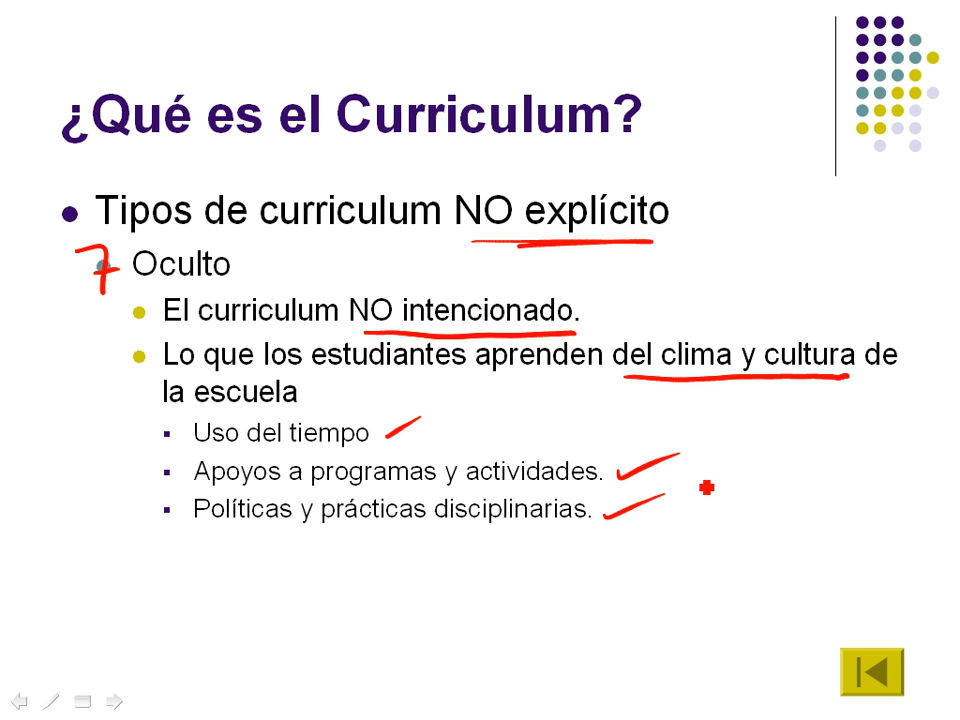 ¿Qué es el Curriculum?
Tipos de curriculum NO explícito
7
Oculto
El curriculum NO intencionado.
Lo que los estudiantes aprenden del clima y cultura de
la escuela
Uso del tiempo
Apoyos a programas y actividades.
Políticas y prácticas disciplinarias.